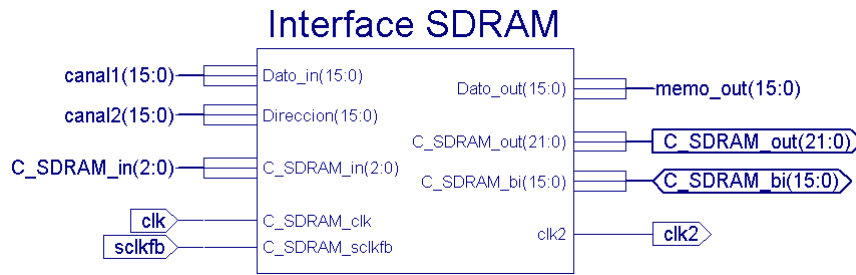 Interface SDRAM
canal1(15:0) Dato_in(15:0)
Dato_out(15:0) memo_out(15:0)
canal2(15:0) Direccion(15:0)
C_SDRAM_out(21:0) C_SDRAM_out(21:0)
C_SDRAM_in(2:0) C_SDRAM_in(2:0)
C_SDRAM_bi(15:0) C_SDRAM_bi(15:0)
clk C_SDRAM_clk
clk2 clk2
sclkfb C_SDRAM_sclkfb